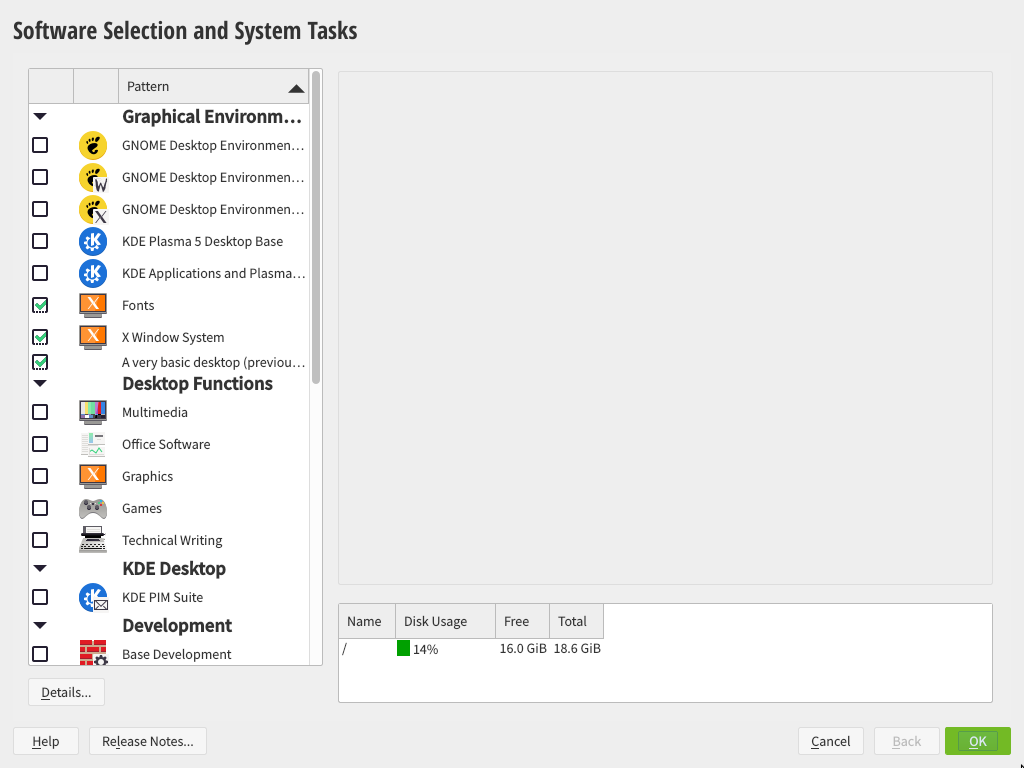 Software Selection and System Tasks
Pattern
Graphical Environm...
GNOME Desktop Environmen...
GNOME Desktop Environmen...
GNOME Desktop Environmen...
KDE Plasma 5 Desktop Base
KDE Applications and Plasma...
Fonts
X Window System
A very basic desktop (previou...
Desktop Functions
Multimedia
Office Software
Graphics
Games
Technical Writing
KDE Desktop
KDE PIM Suite
Development
Base Development
Name Disk Usage Free Total
/ 14% 16.0 GiB 18.6 GiB
Details...
Help Release Notes... Cancel Back OK